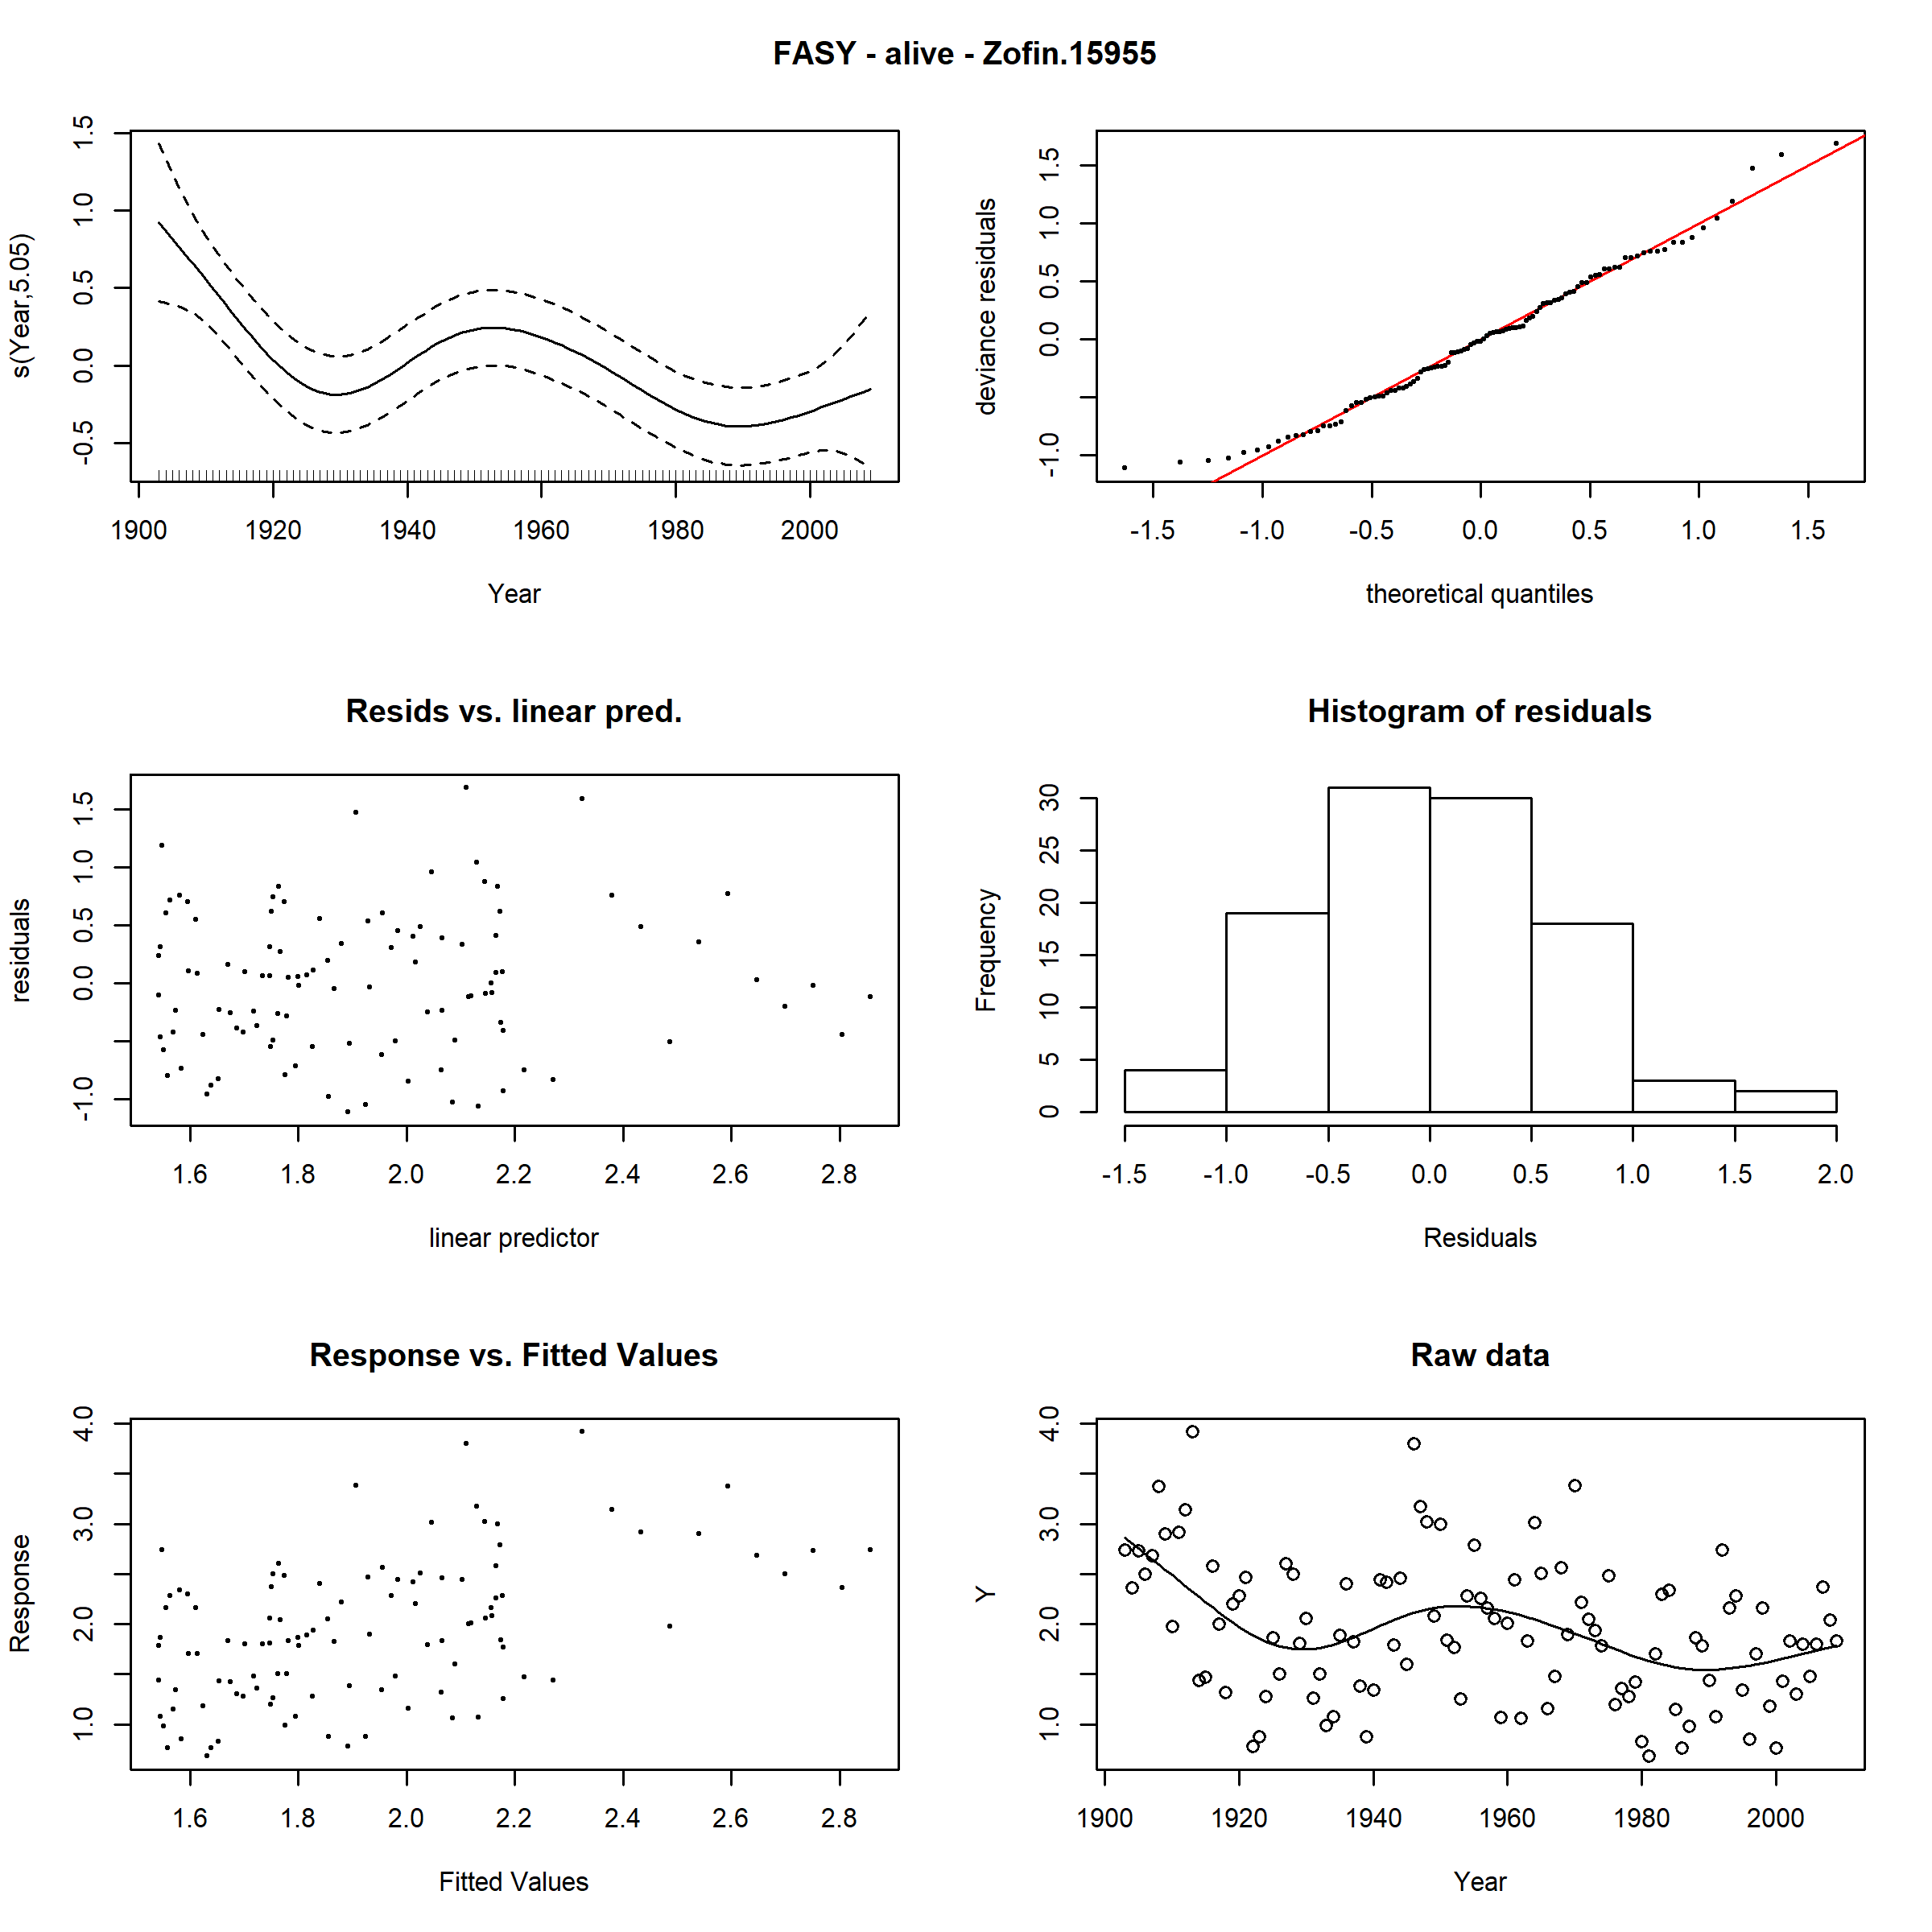 FASY - alive - Zofin.15955
s(Year,5.05)
-0.5 0.0 0.5 1.0 1.5
1900 1920 1940 1960 1980 2000
Year
deviance residuals
-1.0 0.0 0.5 1.0 1.5
-1.5 -1.0 -0.5 0.0 0.5 1.0 1.5
theoretical quantiles
Resids vs. linear pred.
residuals
-1.0 0.0 0.5 1.0 1.5
1.6 1.8 2.0 2.2 2.4 2.6 2.8
linear predictor
Histogram of residuals
Frequency
0 5 10 15 20 25 30
-1.5 -1.0 -0.5 0.0 0.5 1.0 1.5 2.0
Residuals
Response vs. Fitted Values
Response
1.0 2.0 3.0 4.0
1.6 1.8 2.0 2.2 2.4 2.6 2.8
Fitted Values
Raw data
Y
1.0 2.0 3.0 4.0
1900 1920 1940 1960 1980 2000
Year